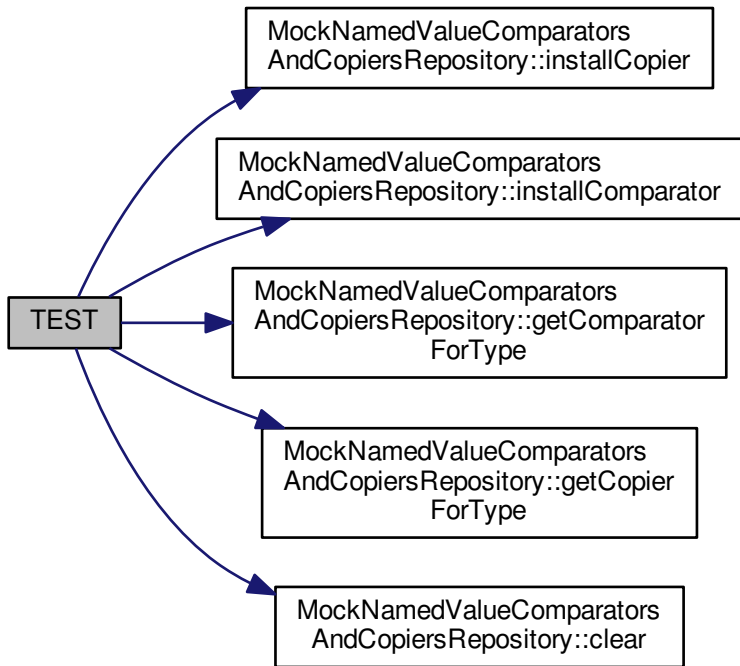 MockNamedValueComparators
AndCopiersRepository::installCopier
MockNamedValueComparators
AndCopiersRepository::installComparator
TEST
MockNamedValueComparators
AndCopiersRepository::getComparator
ForType
MockNamedValueComparators
AndCopiersRepository::getCopier
ForType
MockNamedValueComparators
AndCopiersRepository::clear